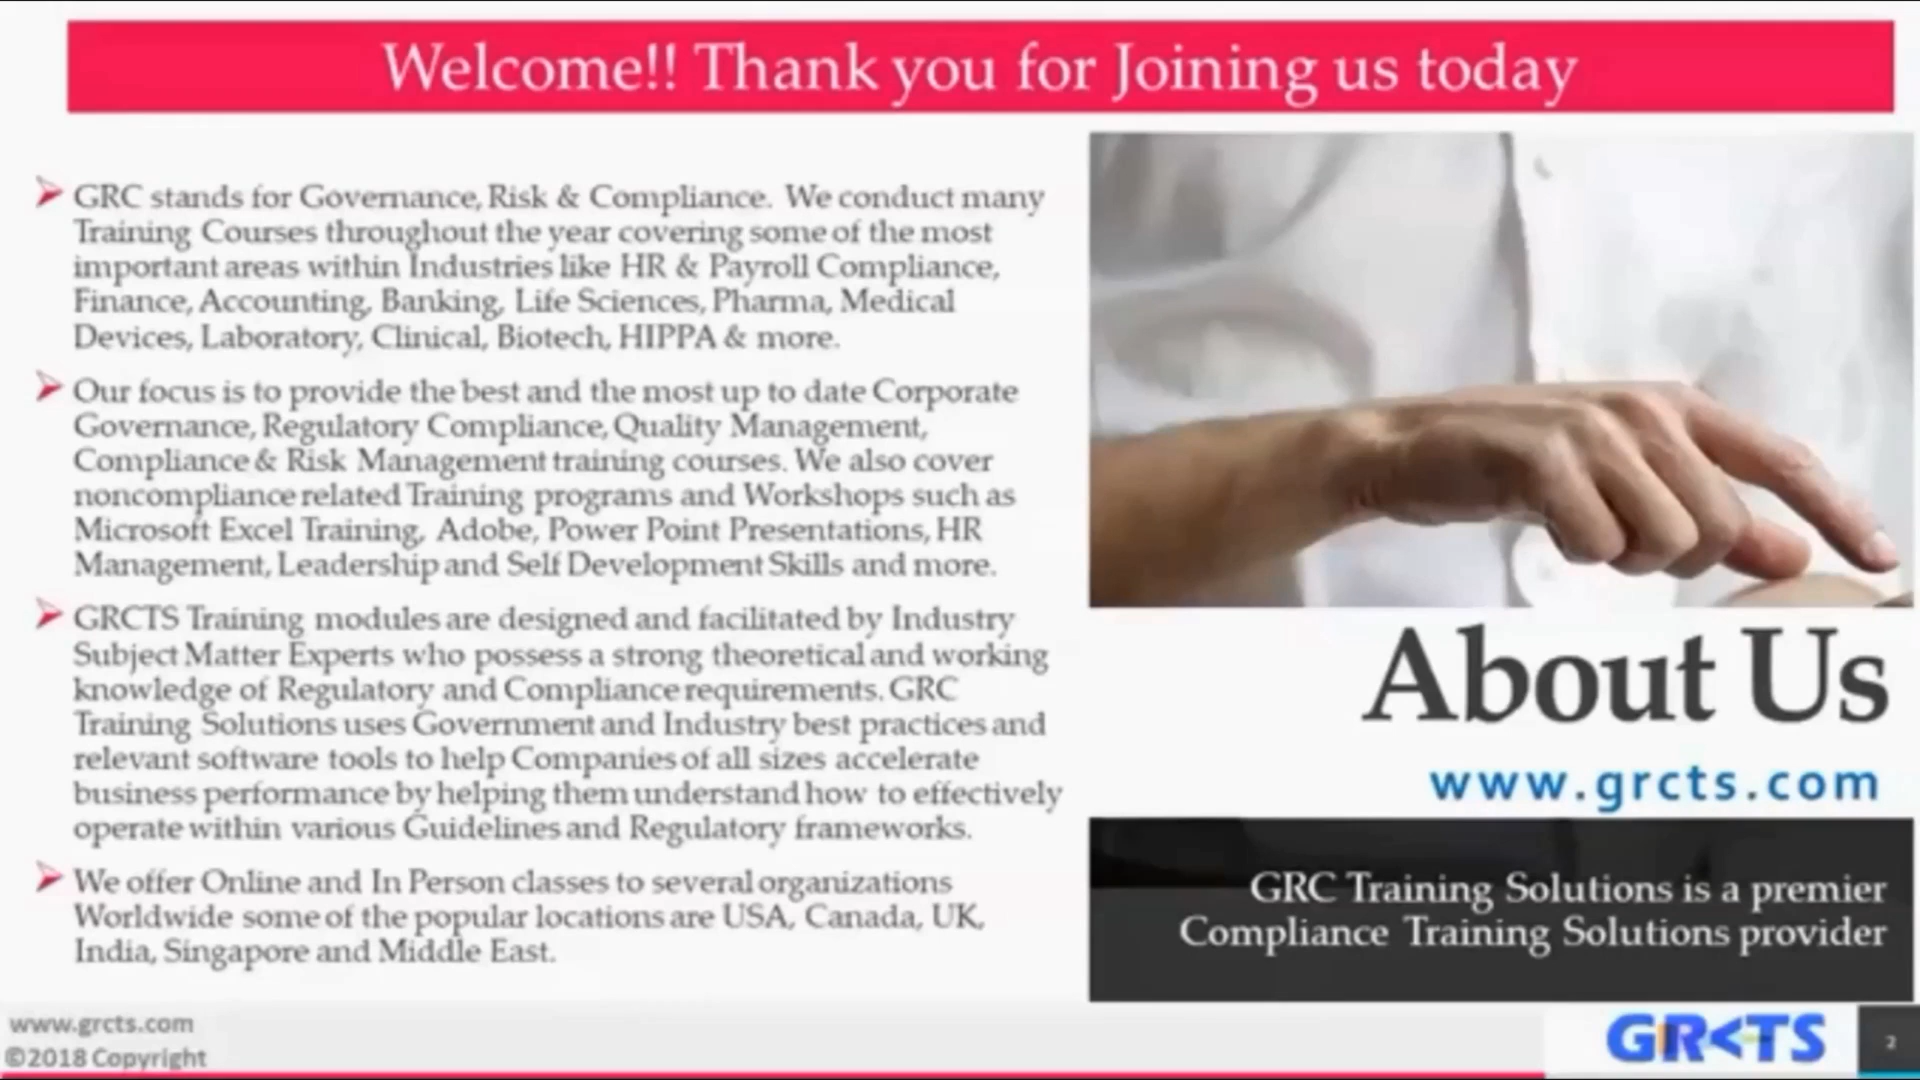 Welcome!! Thank you for Joining us today
GRC stands for Governance, Risk & Compliance. We conduct many
Training Courses throughout the year covering some of the most
important areas within Industries like HR & Payroll Compliance,
Finance, Accounting, Banking, Life Sciences, Pharma, Medical
Devices, Laboratory, Clinical, Biotech, HIPPA & more.
Our focus is to provide the best and the most up to date Corporate
Governance, Regulatory Compliance, Quality Management,
Compliance & Risk Management training courses. We also cover
noncompliance related Training programs and Workshops such as
Microsoft Excel Training, Adobe, Power Point Presentations, HR
Management, Leadership and Self Development Skills and more.
GRCTS Training modules are designed and facilitated by Industry
Subject Matter Experts who possess a strong theoretical and working
knowledge of Regulatory and Compliance requirements. GRC
Training Solutions uses Government and Industry best practices and
relevant software tools to help Companies of all sizes accelerate
business performance by helping them understand how to effectively
operate within various Guidelines and Regulatory frameworks.
We offer Online and In Person classes to several organizations
Worldwide some of the popular locations are USA, Canada, UK,
India, Singapore and Middle East.
About Us
www.grcts.com
GRC Training Solutions is a premier
Compliance Training Solutions provider
www.grcts.com
©2018 Copyright
GRCTS
2